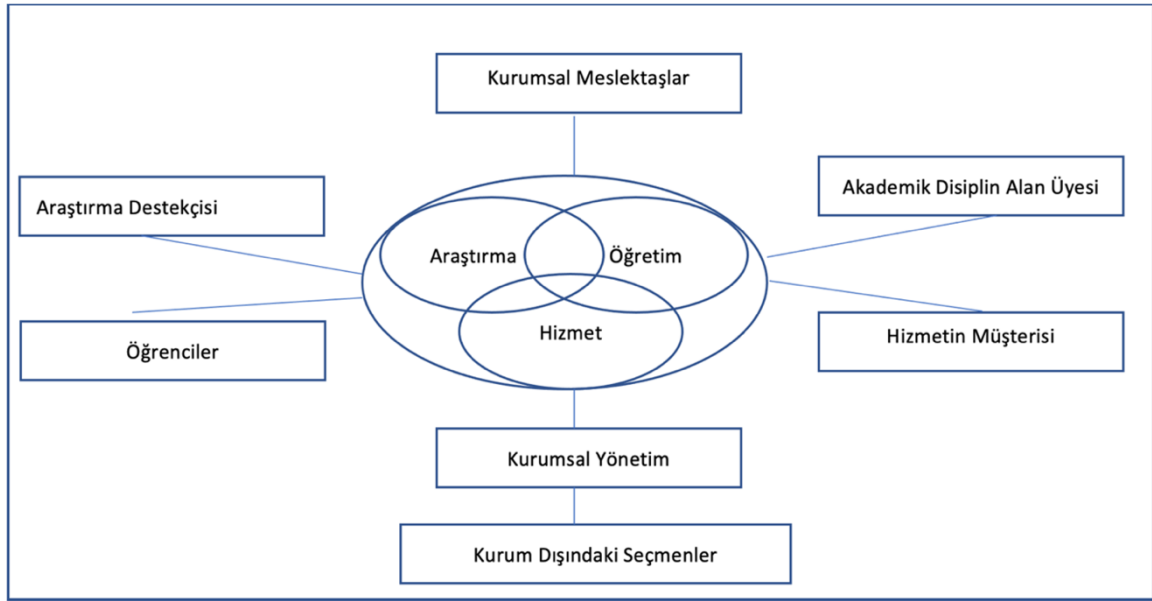 Kurumsal Meslektaşlar
Araştırma Destekçisi
Akademik Disiplin Alan Üyesi
Araştırma
Öğretim
Hizmet
Öğrenciler
Hizmetin Müşterisi
Kurumsal Yönetim
Kurum Dışındaki Seçmenler